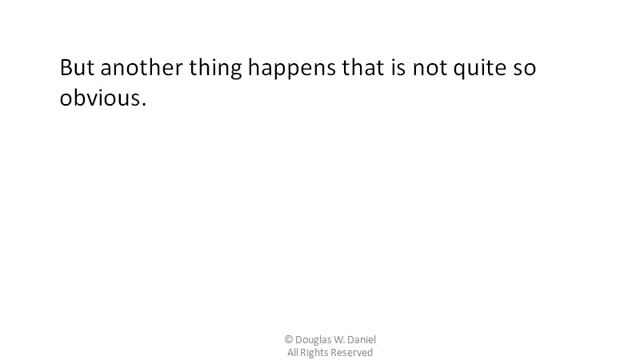 But another thing happens that is not quite so
obvious.
© Douglas W. Daniel
All Rights Reserved